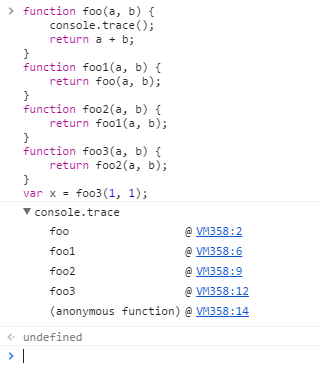 function foo(a, b) {
    console.trace();
    return a + b;
}
function foo1(a, b) {
    return foo(a, b);
}
function foo2(a, b) {
    return foo1(a, b);
}
function foo3(a, b) {
    return foo2(a, b);
}
var x = foo3(1, 1);
console.trace
foo @ VM358:2
foo1 @ VM358:6
foo2 @ VM358:9
foo3 @ VM358:12
(anonymous function) @ VM358:14
undefined